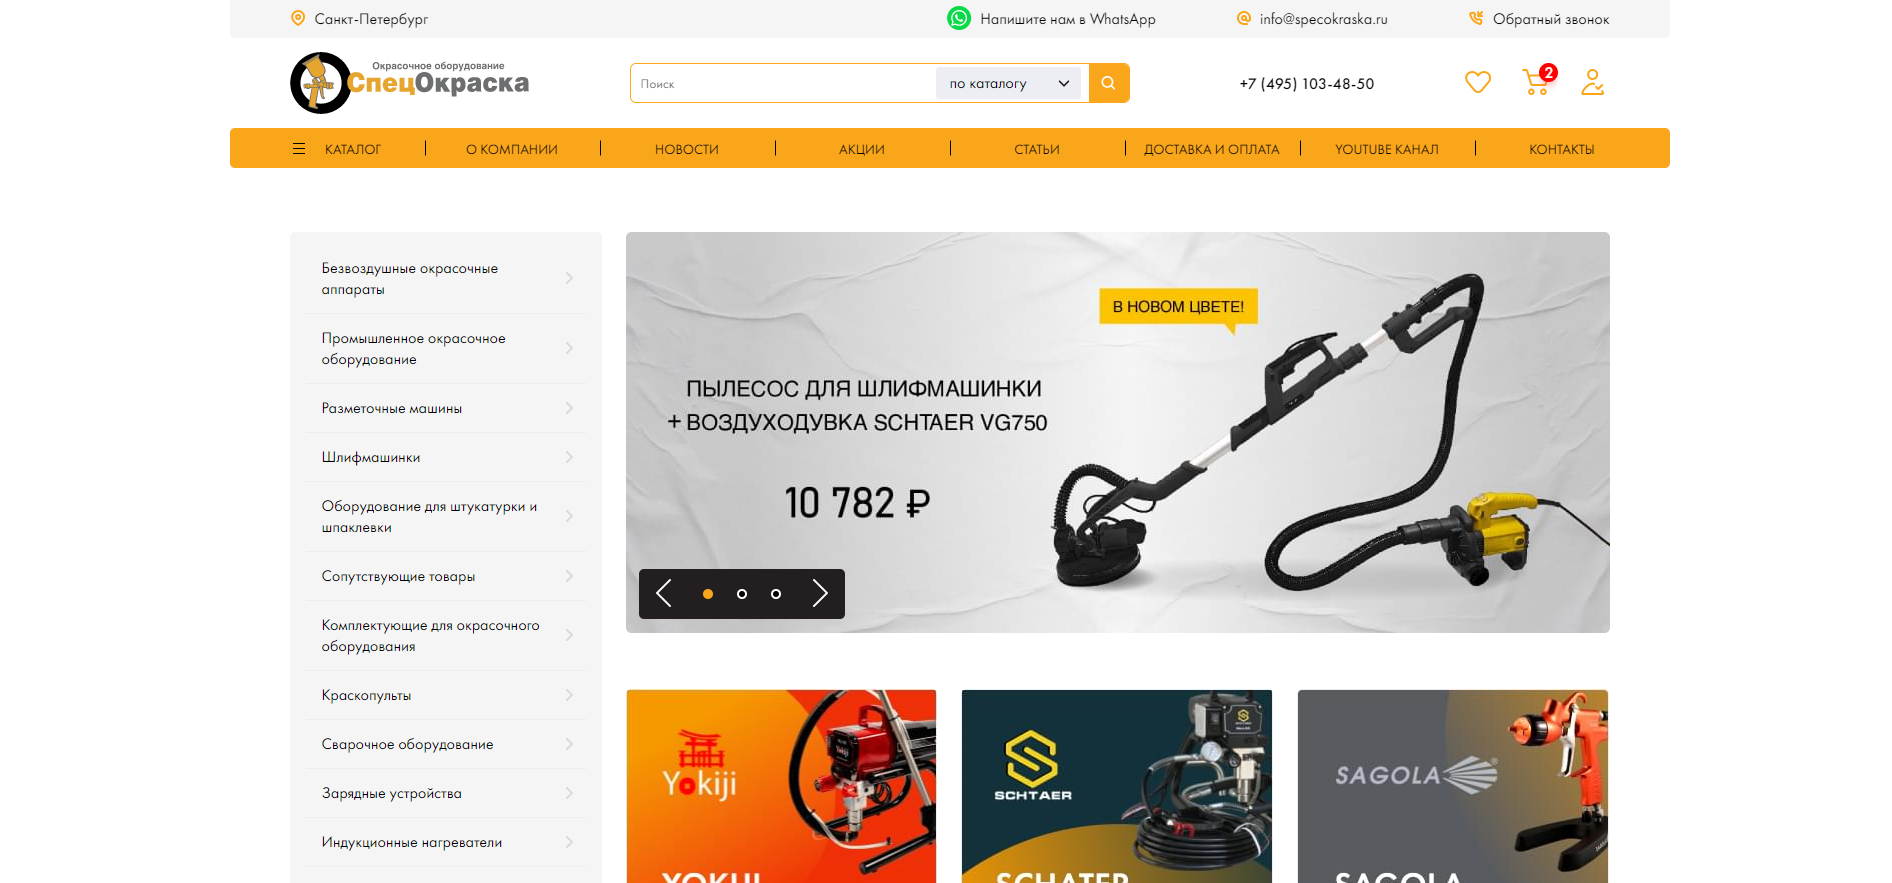 Санкт-Петербург
Напишите нам в WhatsApp
info@specokraska.ru
Обратный звонок
Окрасочное оборудование
СпецОкраска
Поиск
по каталогу
+7 (495) 103-48-50
2
КАТАЛОГ
О КОМПАНИИ
НОВОСТИ
АКЦИИ
СТАТЬИ
ДОСТАВКА И ОПЛАТА
YOUTUBE КАНАЛ
КОНТАКТЫ
Безвоздушные окрасочные
аппараты
Промышленное окрасочное
оборудование
Разметочные машины
Шлифмашинки
Оборудование для штукатурки и
шпаклевки
Сопутствующие товары
Комплектующие для окрасочного
оборудования
Краскопульты
Сварочное оборудование
Зарядные устройства
Индукционные нагреватели
В НОВОМ ЦВЕТЕ!
ПЫЛЕСОС ДЛЯ ШЛИФМАШИНКИ
+ ВОЗДУХОДУВКА SCHTAER VG750
10 782 ₽
Yokiji
YOKIJI
SCHTAER
SCHATER
SAGOLA
SAGOLA